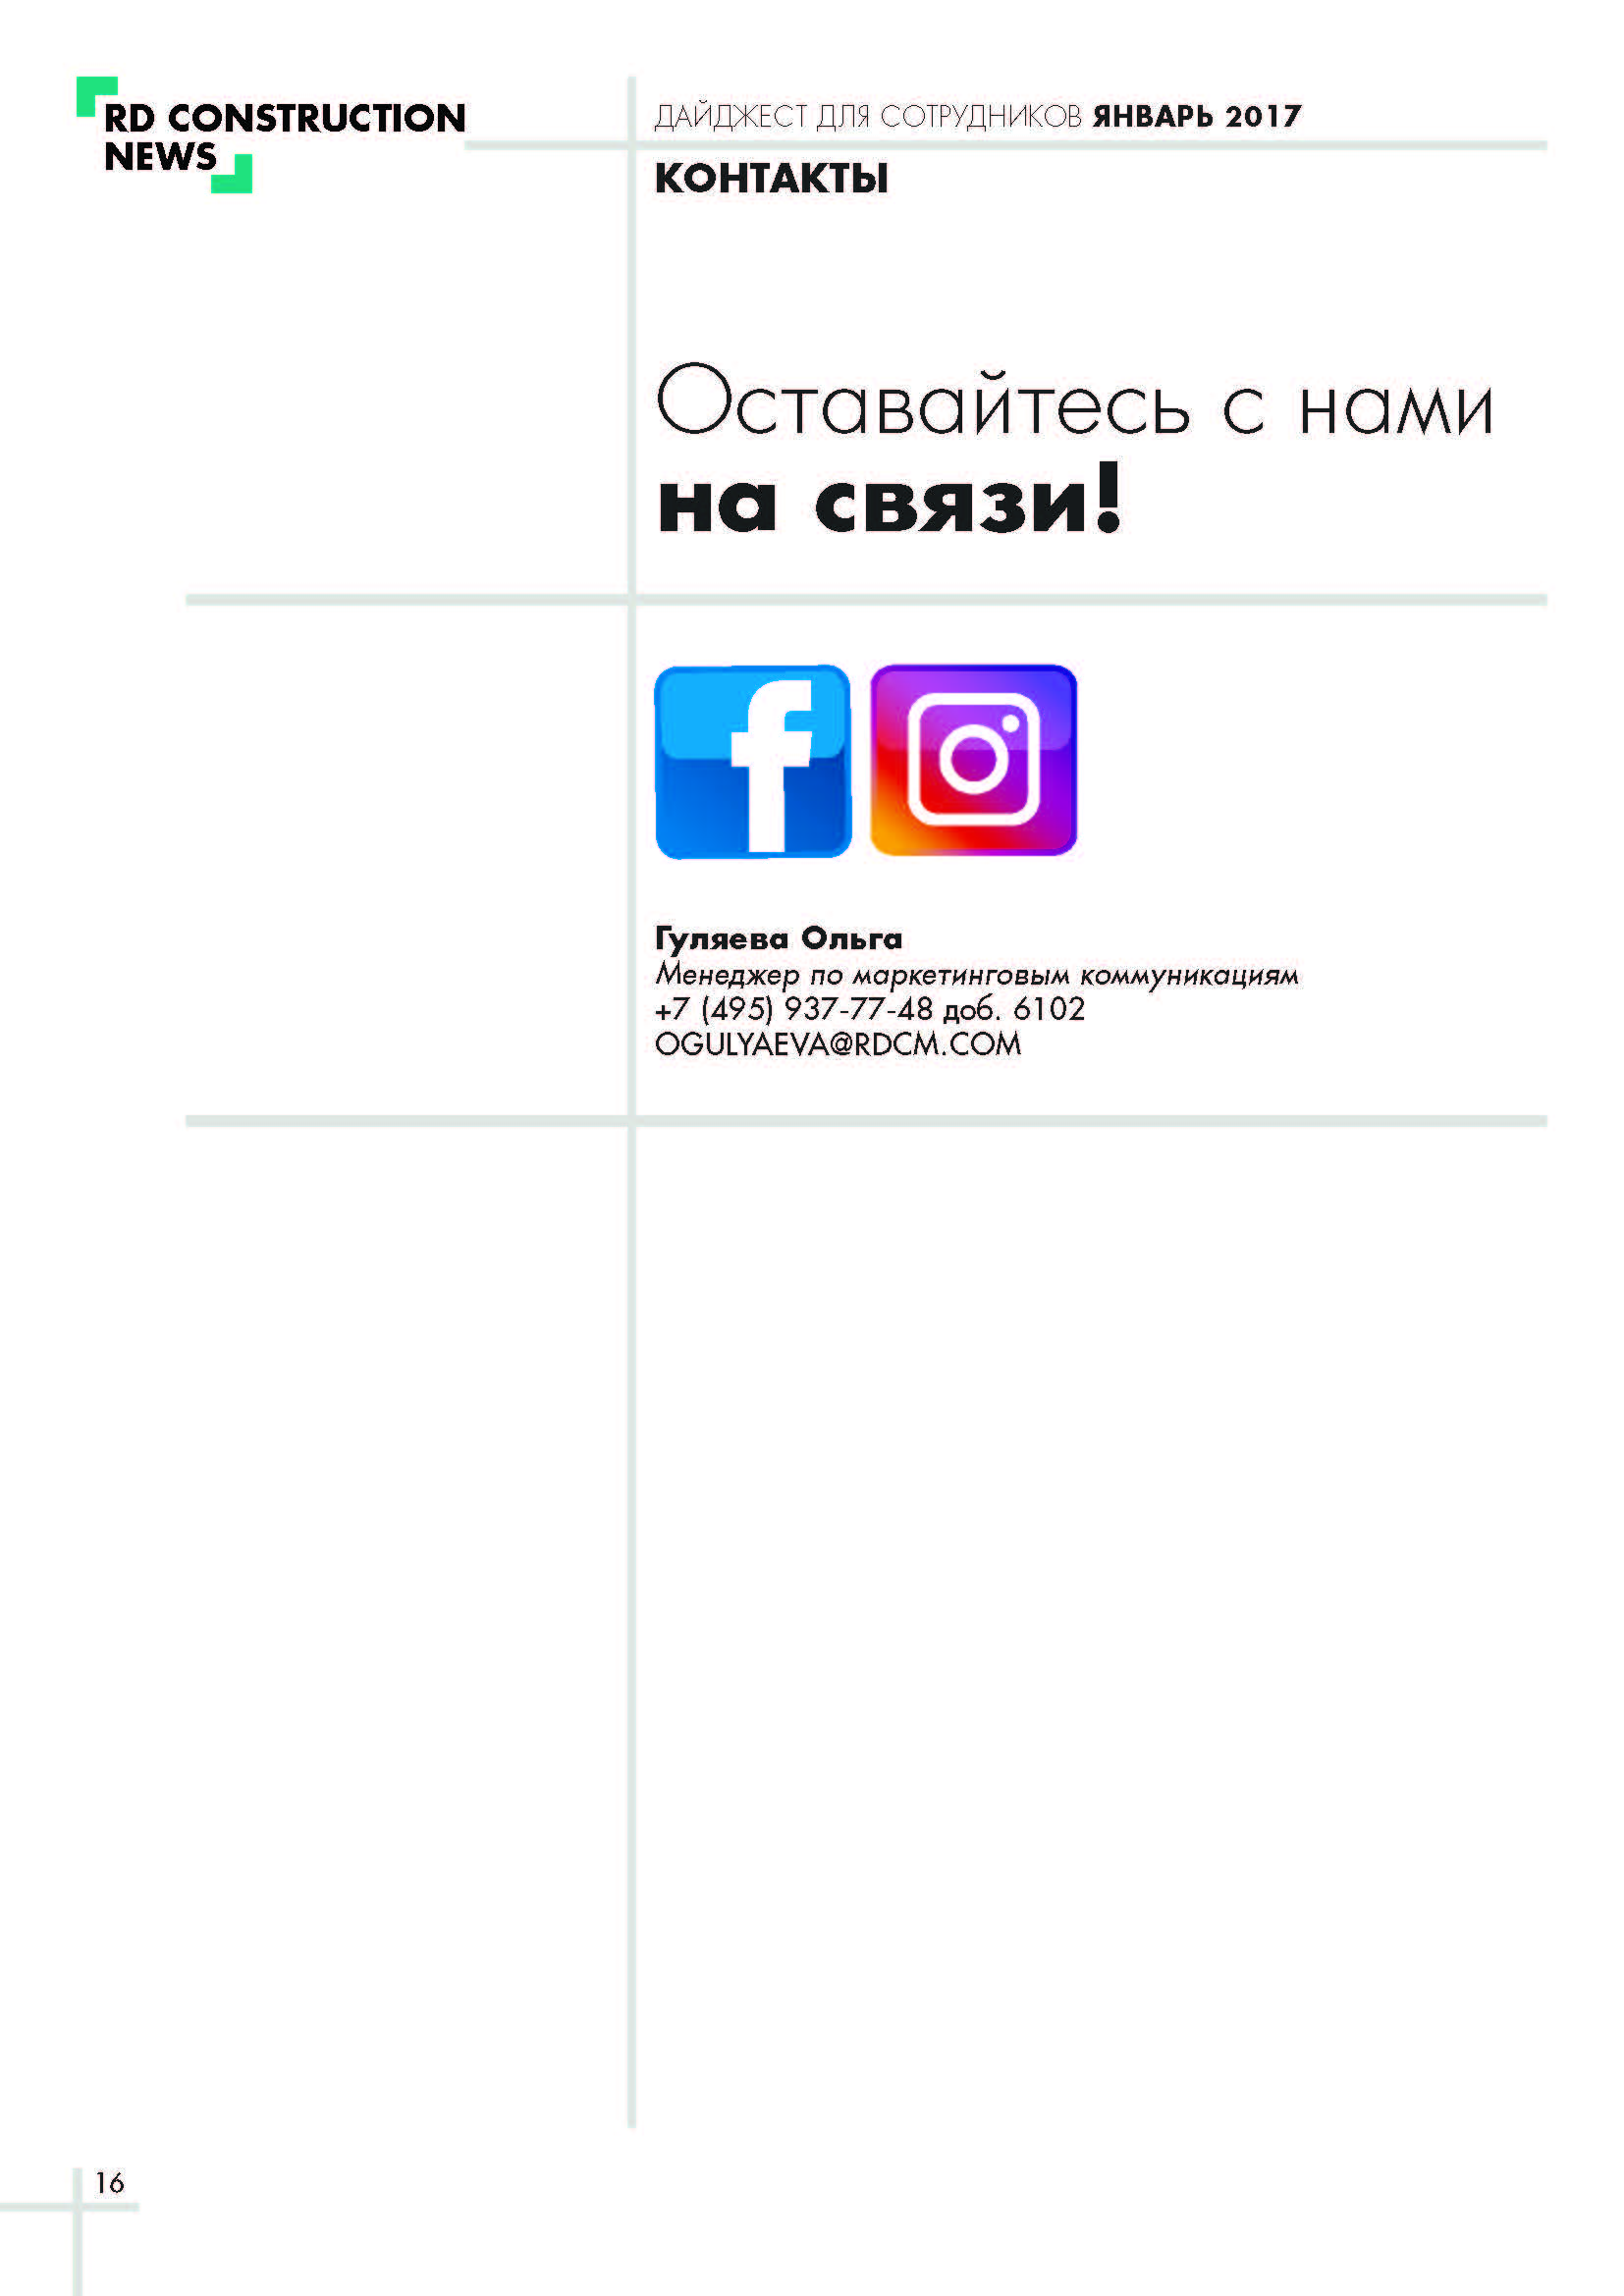 RD CONSTRUCTION
NEWS
ДАЙДЖЕСТ ДЛЯ СОТРУДНИКОВ ЯНВАРЬ 2017
КОНТАКТЫ
Оставайтесь с нами
на связи!
Гуляева Ольга
Менеджер по маркетинговым коммуникациям
+7 (495) 937-77-48 доб. 6102
OGULYAEVA@RDCM.COM
16